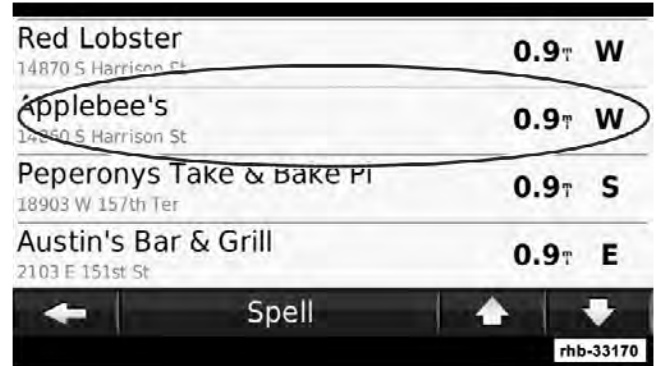 Red Lobster
0.9 W
14870 S Harrison St
Applebee's
0.9 W
S Harrison St
Peperonys Take & Bake Pi
0.9 S
18903 W 157th Ter
Austin's Bar & Grill
0.9 E
2103 E 151st St
Spell
rhb-33170